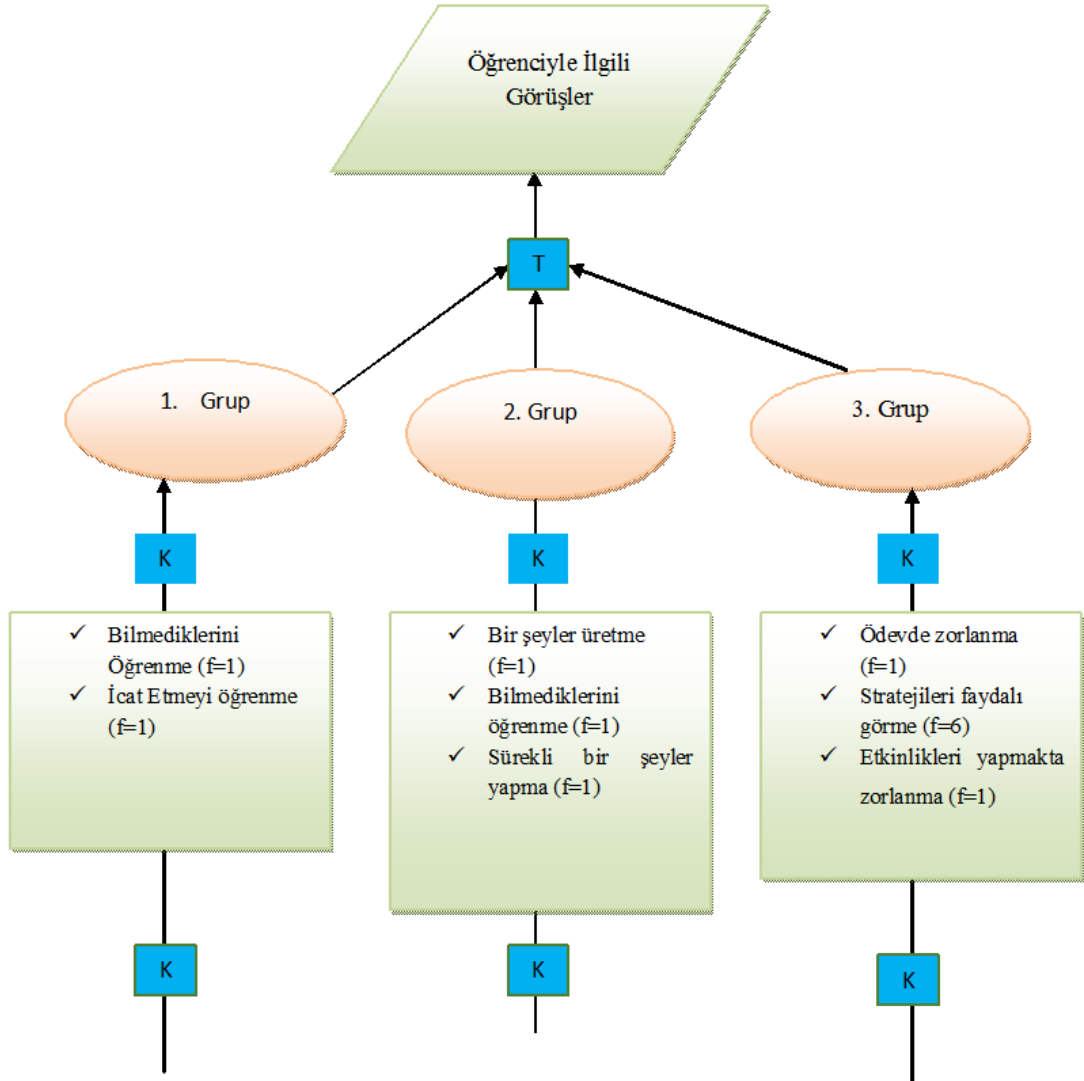 Öğrenciyle İlgili
Görüşler
T
1. Grup
2. Grup
3. Grup
K
K
K
✓ Bilmediklerini
Öğrenme (f=1)
✓ İcat Etmeyi öğrenme
(f=1)
✓ Bir şeyler üretme
(f=1)
✓ Bilmediklerini
öğrenme (f=1)
✓ Sürekli bir şeyler
yapma (f=1)
✓ Ödevde zorlanma
(f=1)
✓ Stratejileri faydalı
görme (f=6)
✓ Etkinlikleri yapmakta
zorlanma (f=1)
K
K
K